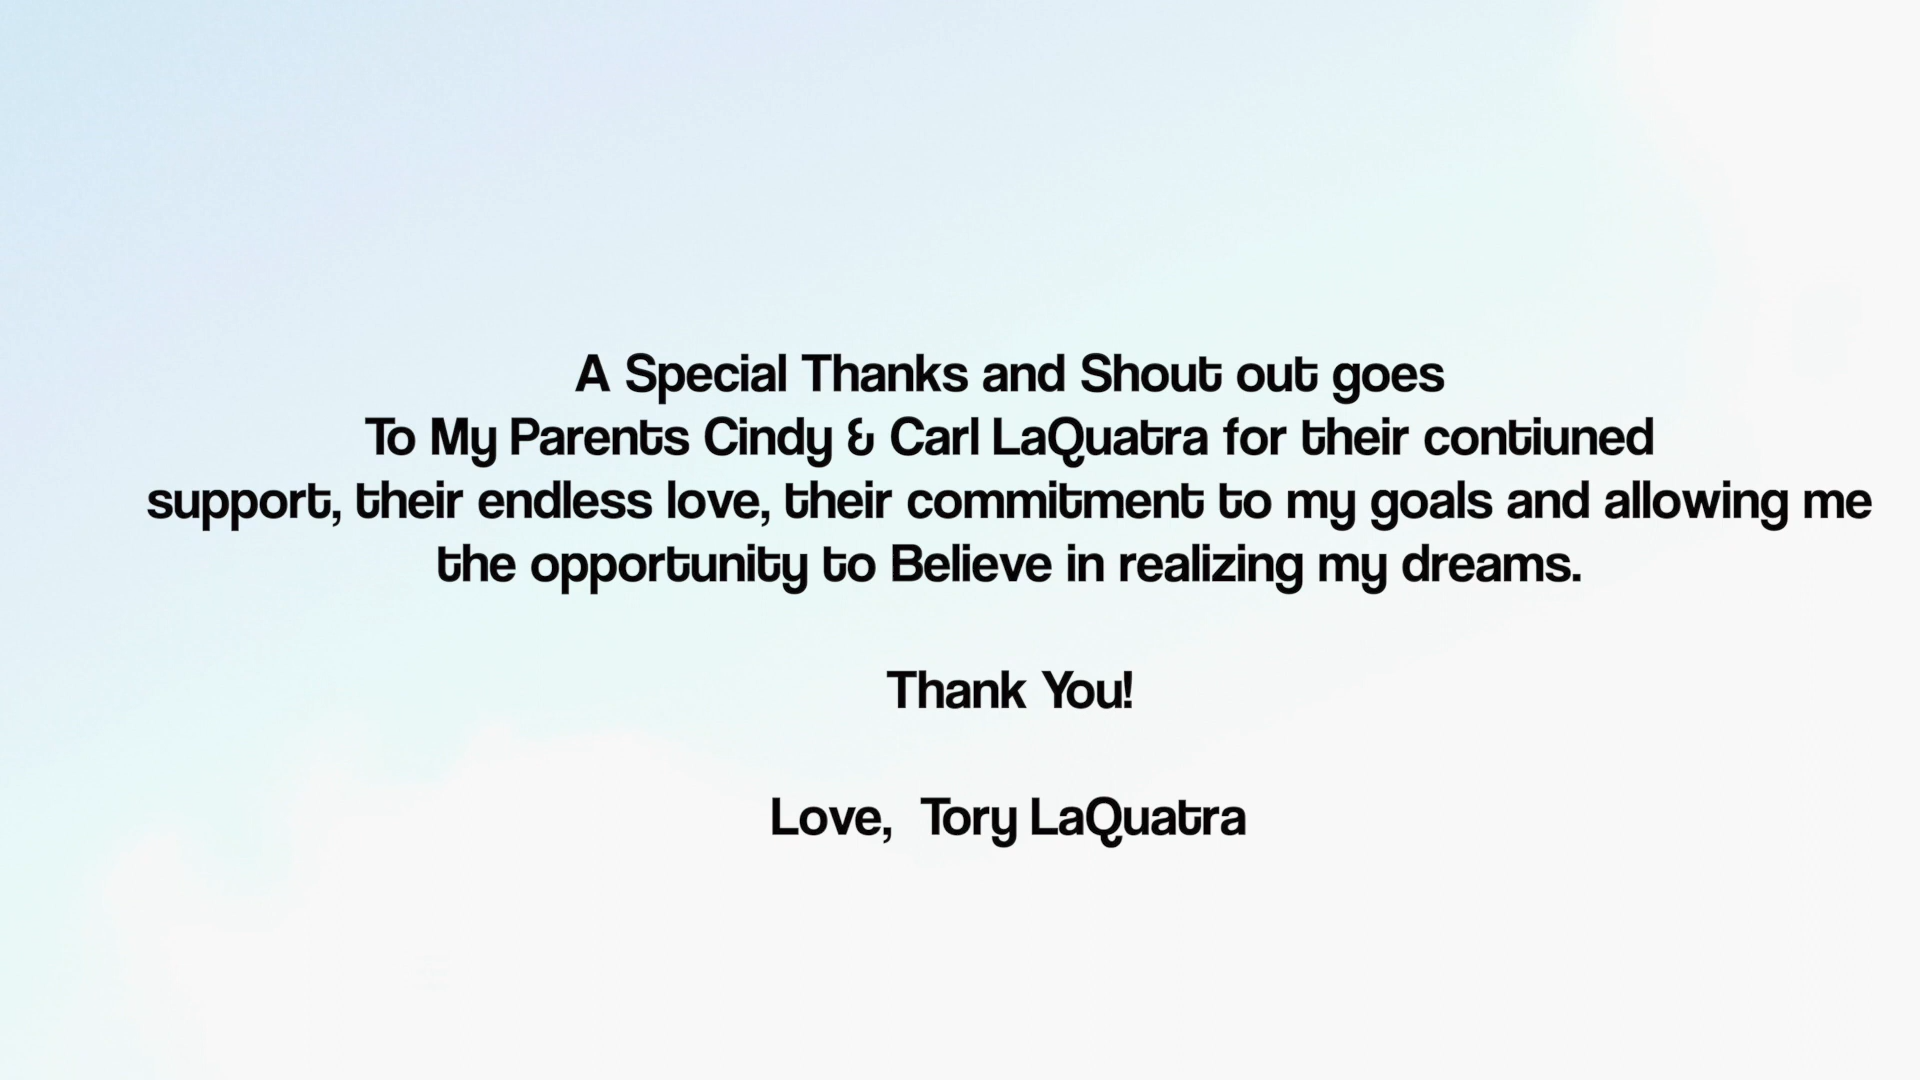 A Special Thanks and Shout out goes
To My Parents Cindy & Carl LaQuatra for their contiuned
support, their endless love, their commitment to my goals and allowing me
the opportunity to Believe in realizing my dreams.
Thank You!
Love, Tory LaQuatra